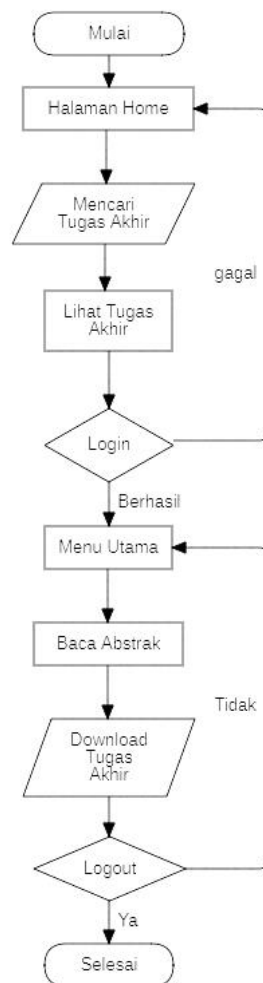 Mulai
Halaman Home
Mencari
Tugas Akhir
gagal
Lihat Tugas
Akhir
Login
Berhasil
Menu Utama
Baca Abstrak
Tidak
Download
Tugas
Akhir
Logout
Ya
Selesai